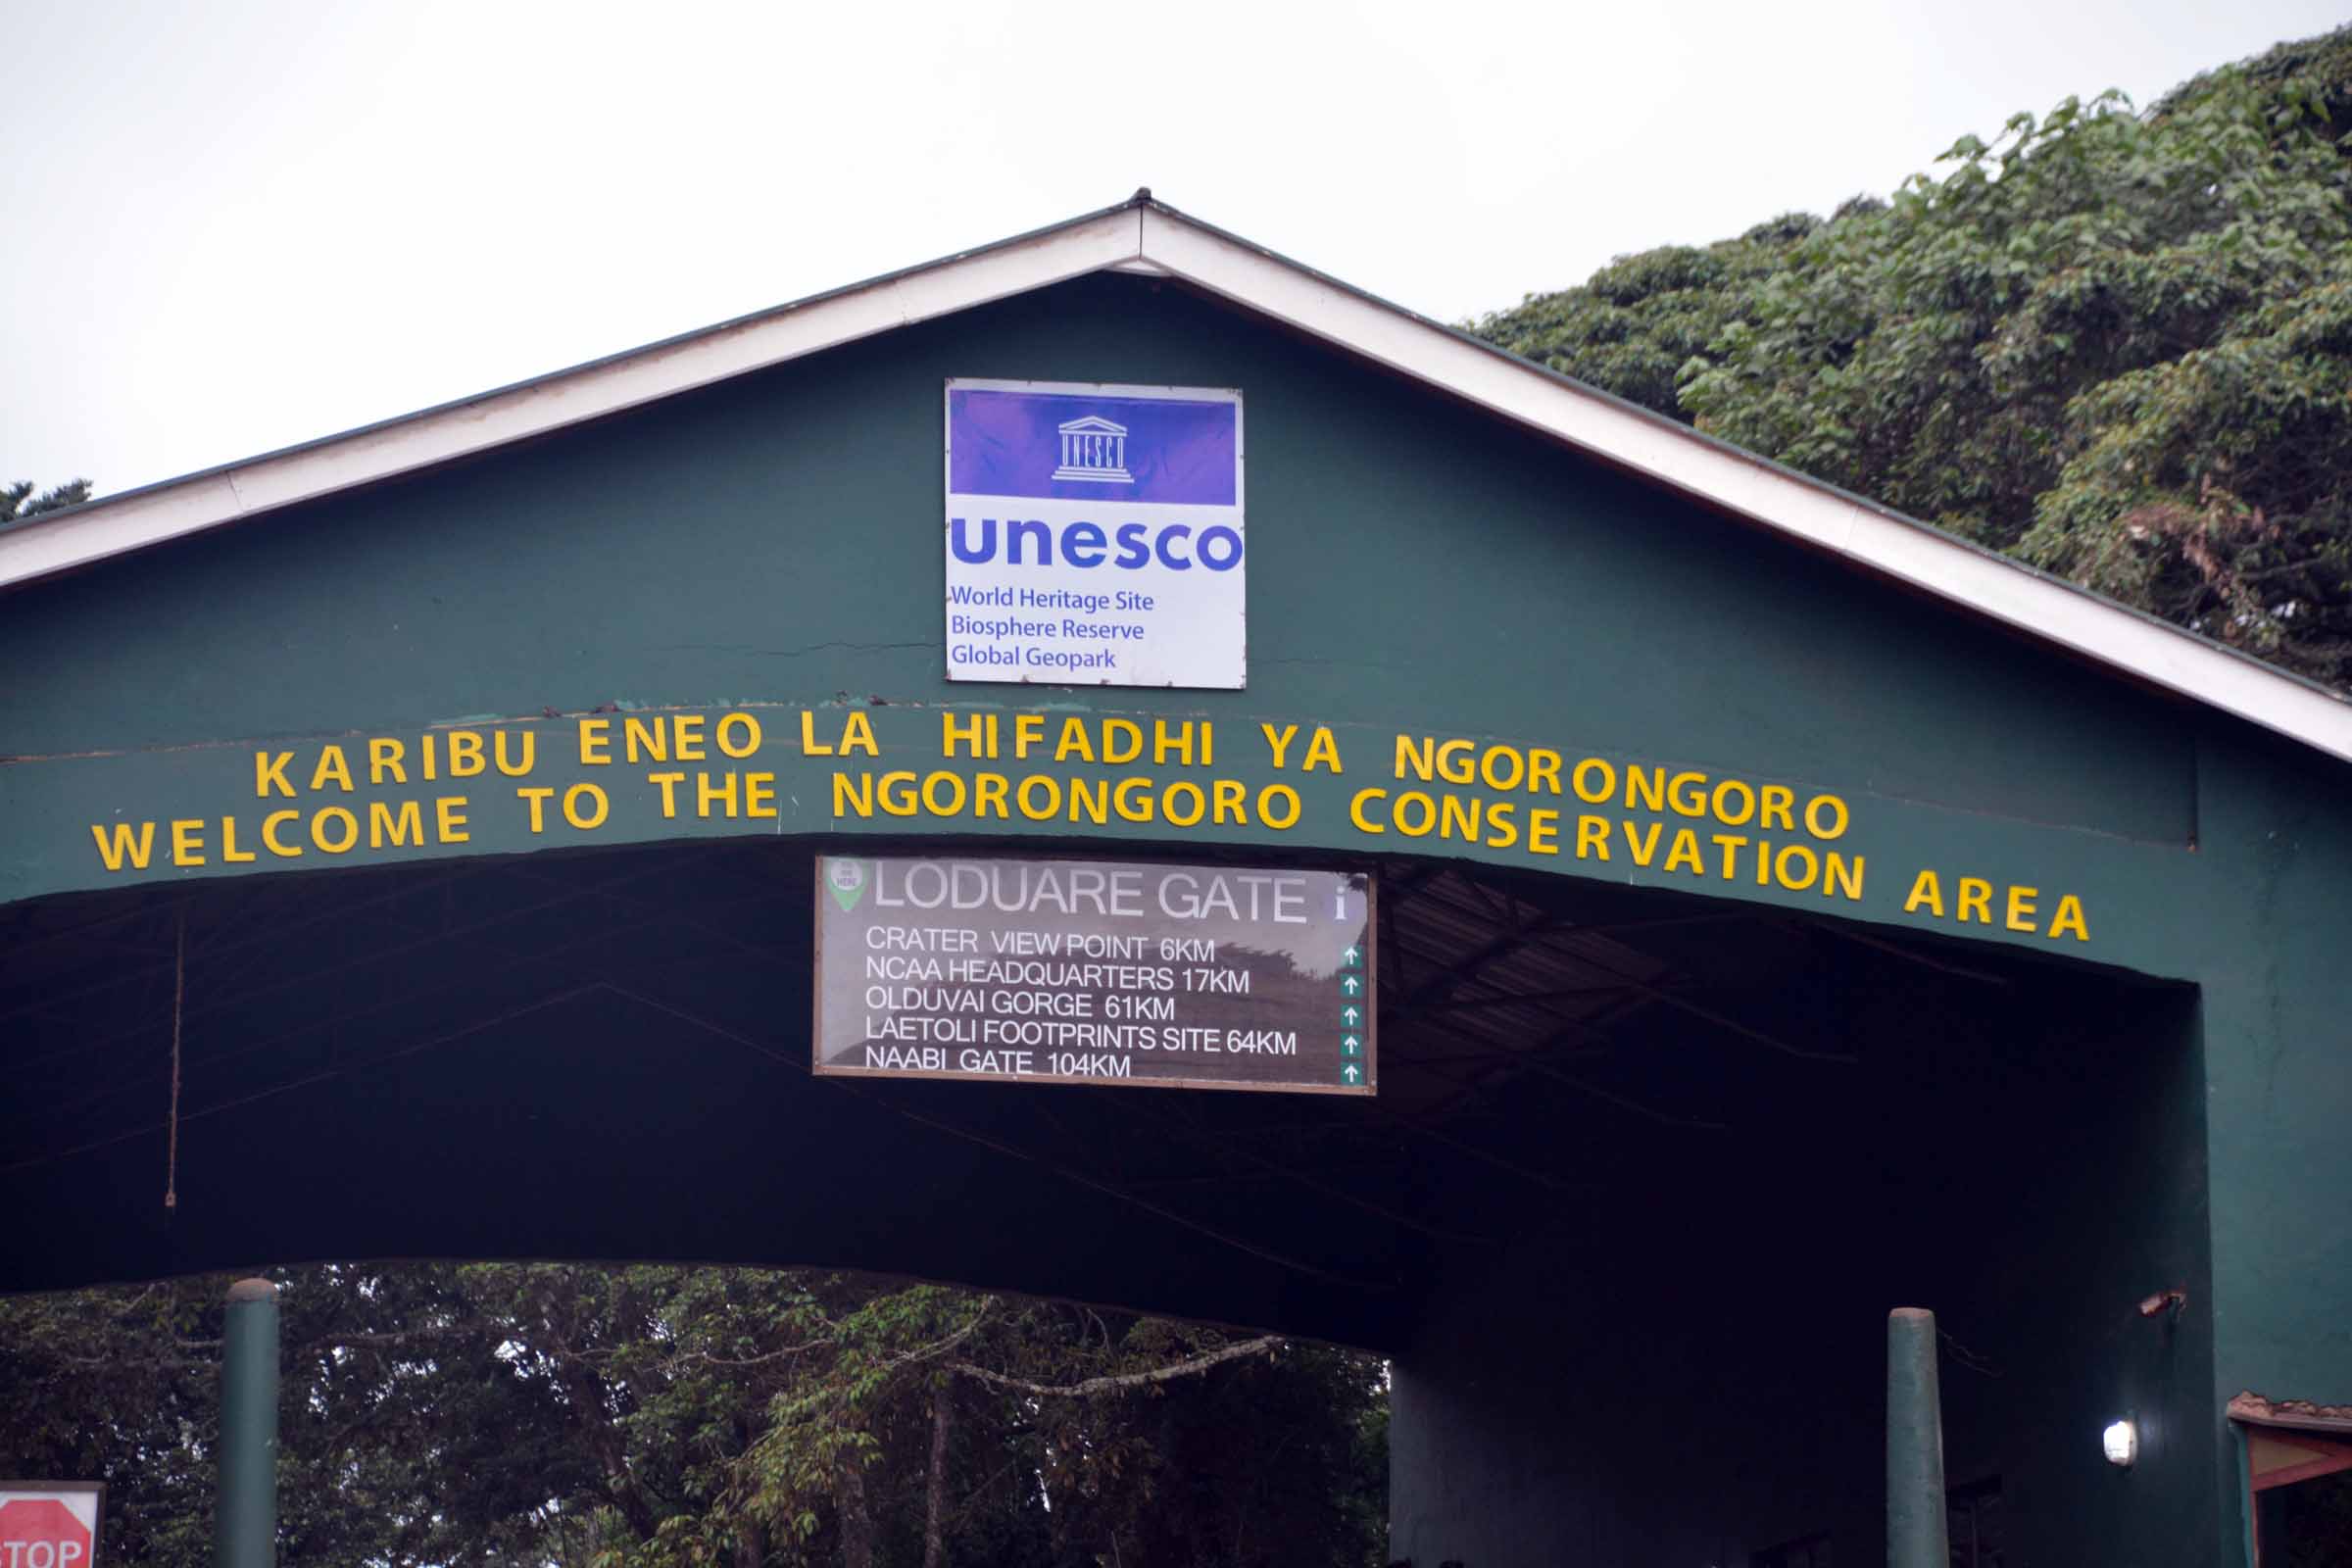 UNESCO
unesco
World Heritage Site
Biosphere Reserve
Global Geopark
KARIBU ENEO LA HIFADHI YA NGORONGORO
WELCOME TO THE NGORONGORO CONSERVATION AREA
HERE
LODUARE GATE i
CRATER VIEW POINT 6KM
NCAA HEADQUARTERS 17KM
OLDUVAI GORGE 61KM
LAETOLI FOOTPRINTS SITE 64KM
NAABI GATE 104KM
STOP